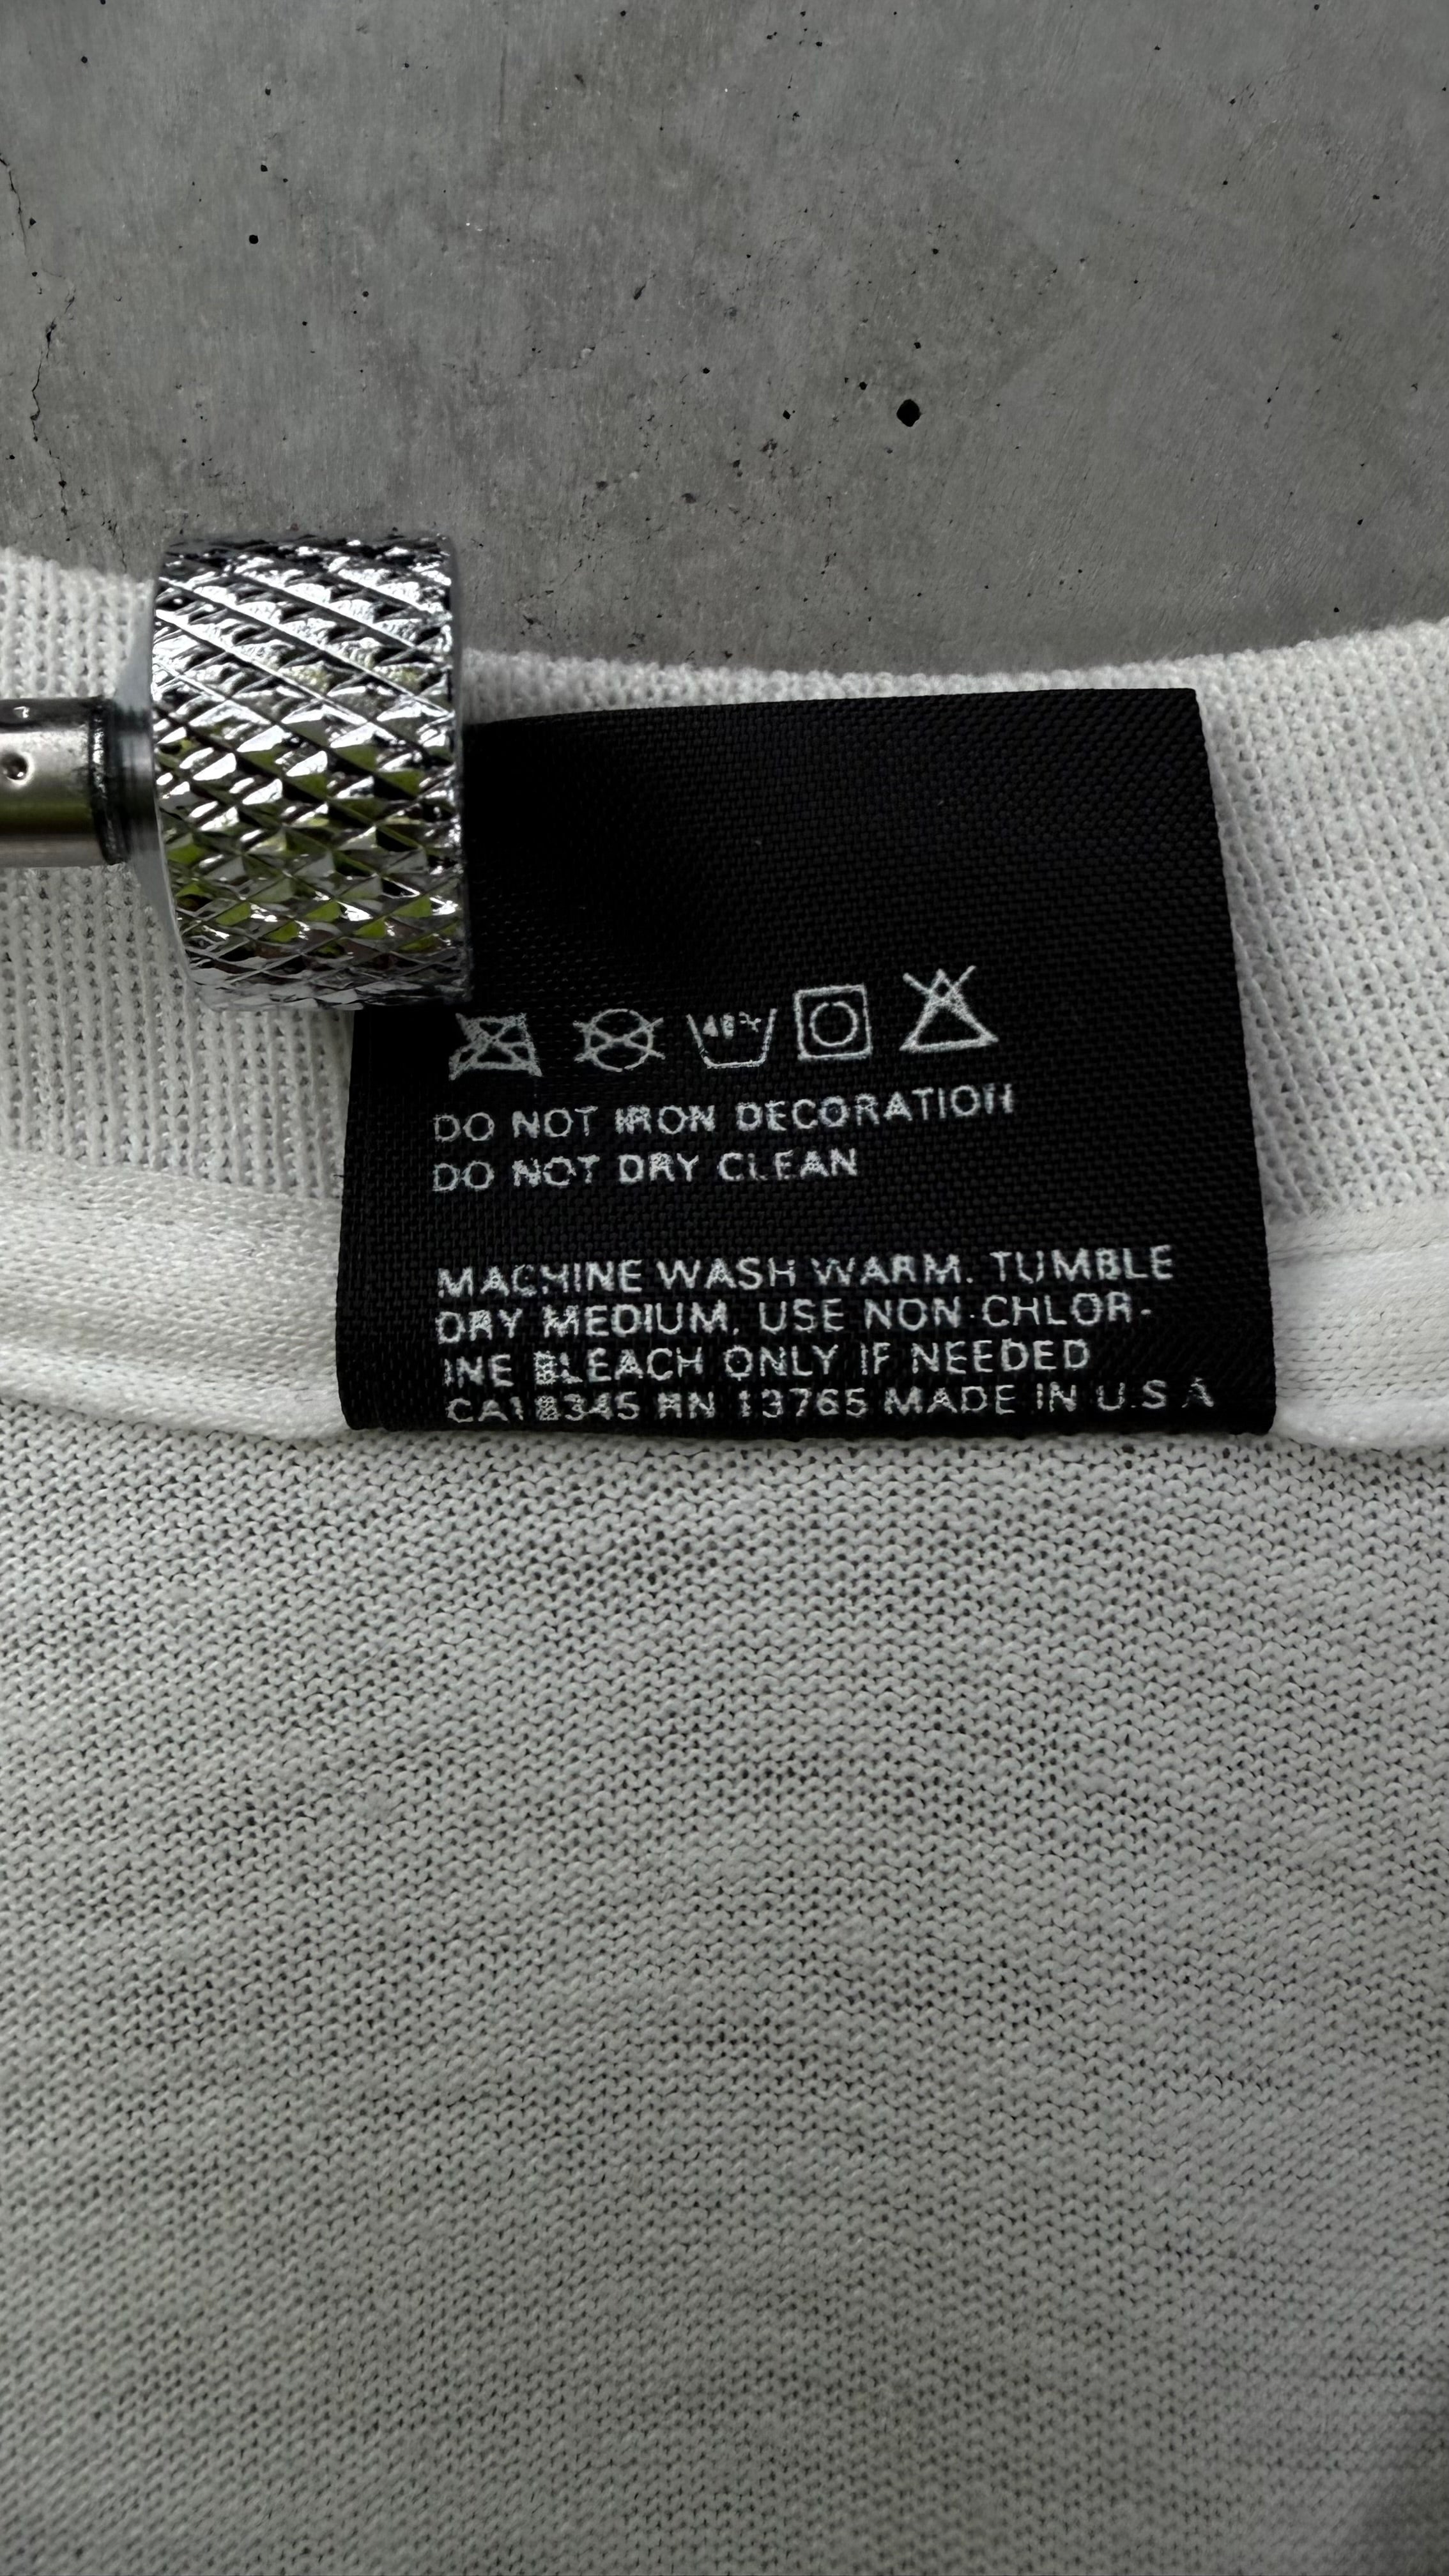 40°
DO NOT IRON DECORATION
DO NOT DRY CLEAN
MACHINE WASH WARM. TUMBLE
DRY MEDIUM. USE NON-CHLOR-
INE BLEACH ONLY IF NEEDED
CA18345 RN 13765 MADE IN U.S.A